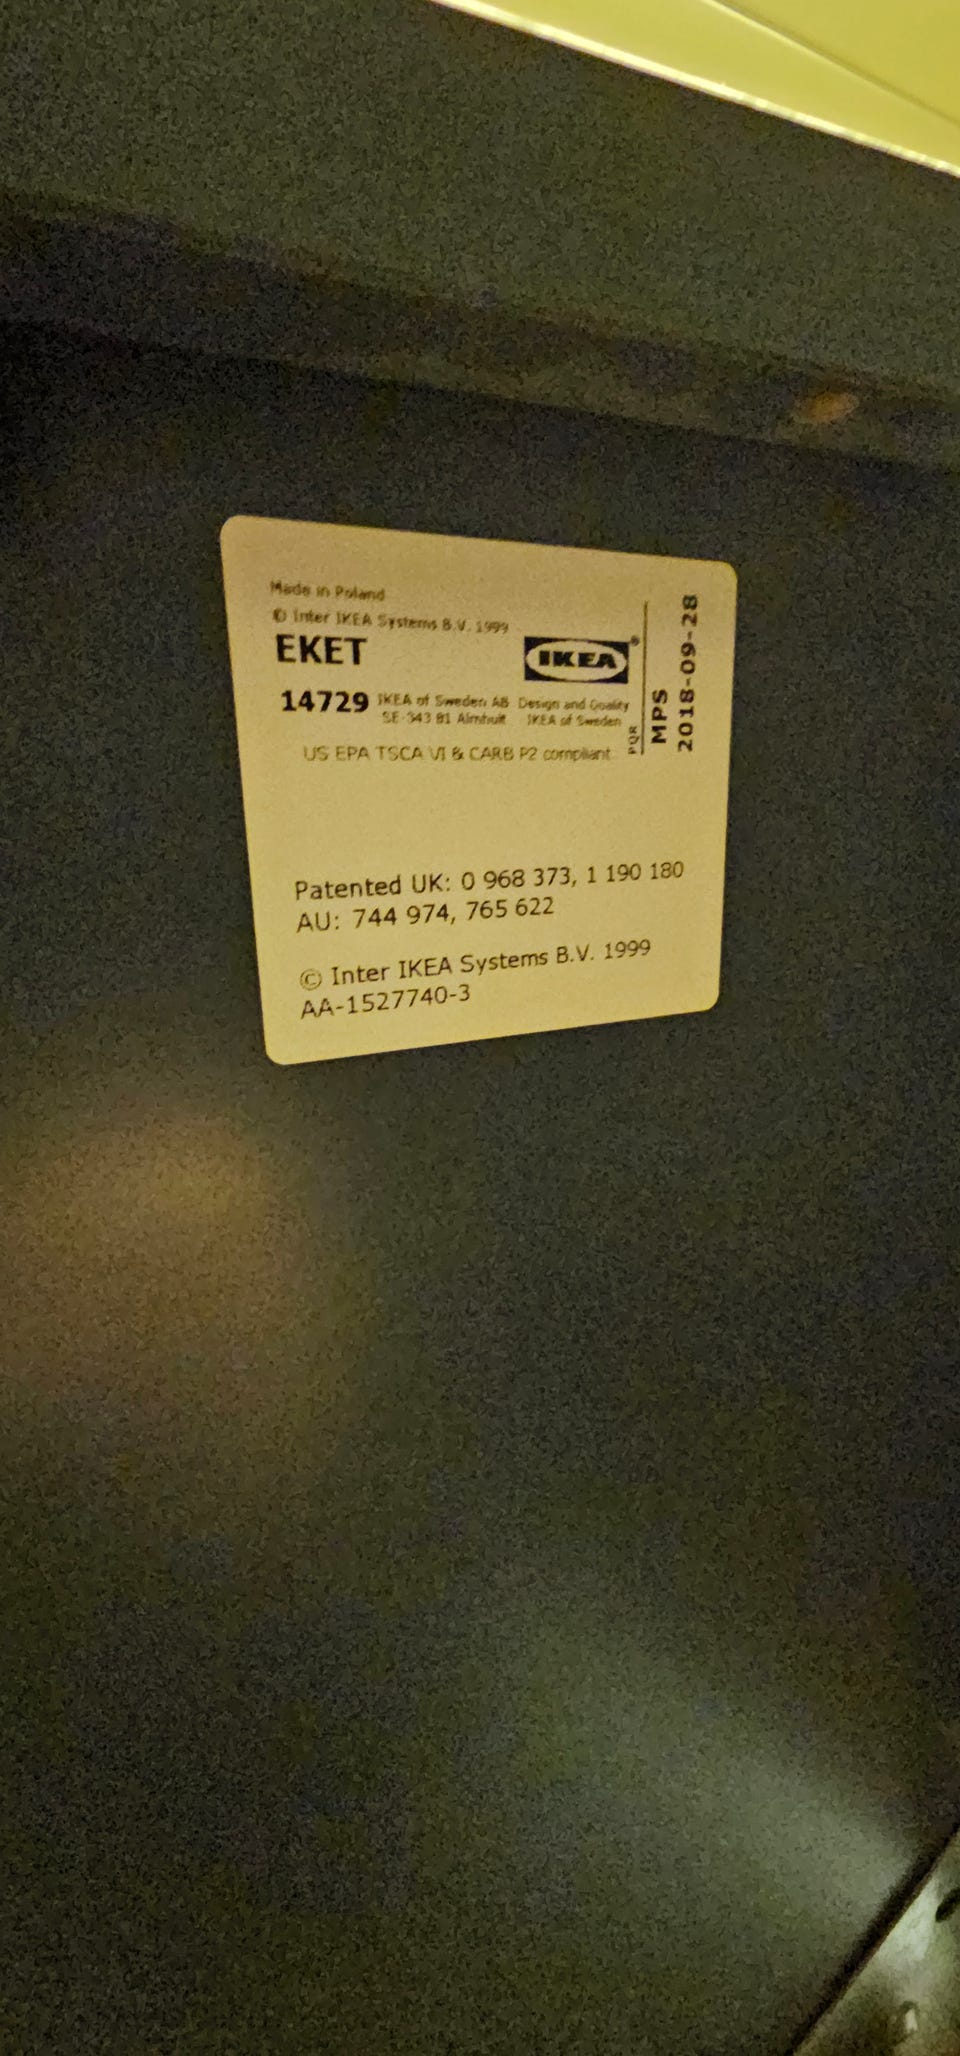 Made in Poland
© Inter IKEA Systems B.V. 1999
EKET
IKEA®
14729 IKEA of Sweden AB Design and Quality
SE-343 81 Älmhult IKEA of Sweden
US EPA TSCA VI & CARB P2 compliant
PQR
MPS
2018-09-28
Patented UK: 0 968 373, 1 190 180
AU: 744 974, 765 622
© Inter IKEA Systems B.V. 1999
AA-1527740-3